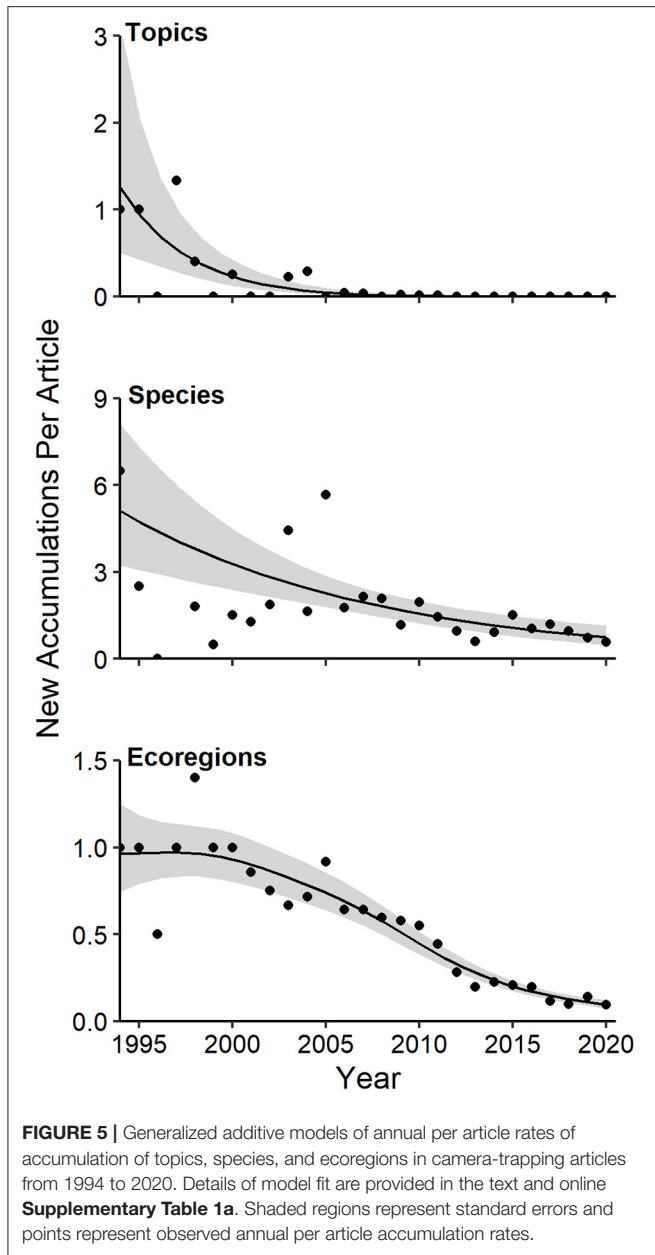 Topics
3
2
1
0
New Accumulations Per Article
Species
9
6
3
0
Ecoregions
1.5
1.0
0.5
0.0
1995 2000 2005 2010 2015 2020
Year
FIGURE 5 | Generalized additive models of annual per article rates of
accumulation of topics, species, and ecoregions in camera-trapping articles
from 1994 to 2020. Details of model fit are provided in the text and online
Supplementary Table 1a. Shaded regions represent standard errors and
points represent observed annual per article accumulation rates.